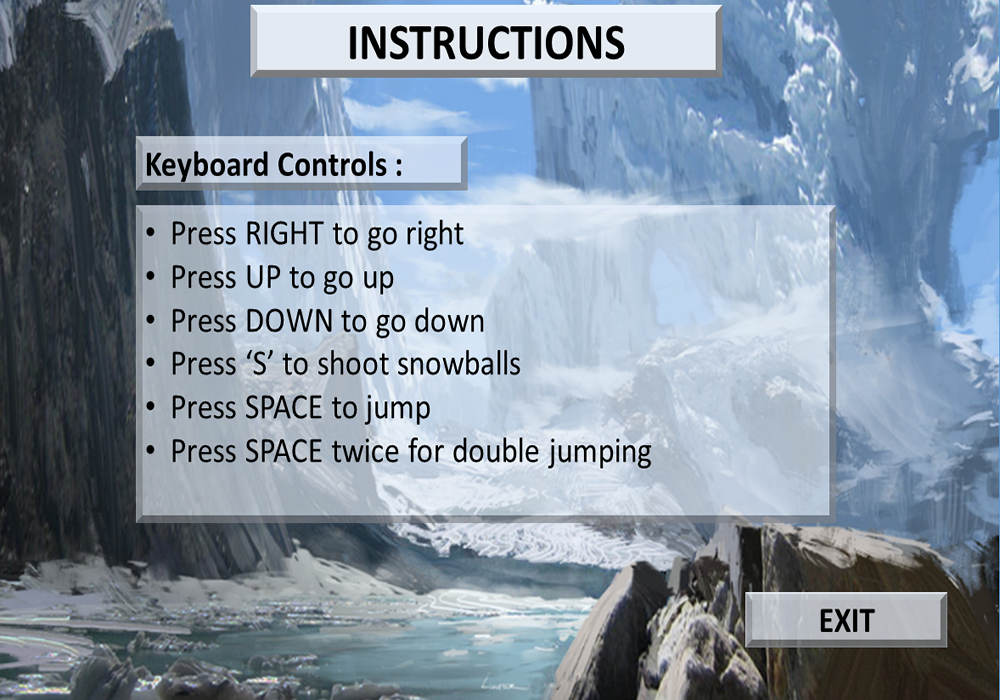 INSTRUCTIONS
Keyboard Controls :
• Press RIGHT to go right
• Press UP to go up
• Press DOWN to go down
• Press ‘S’ to shoot snowballs
• Press SPACE to jump
• Press SPACE twice for double jumping
EXIT